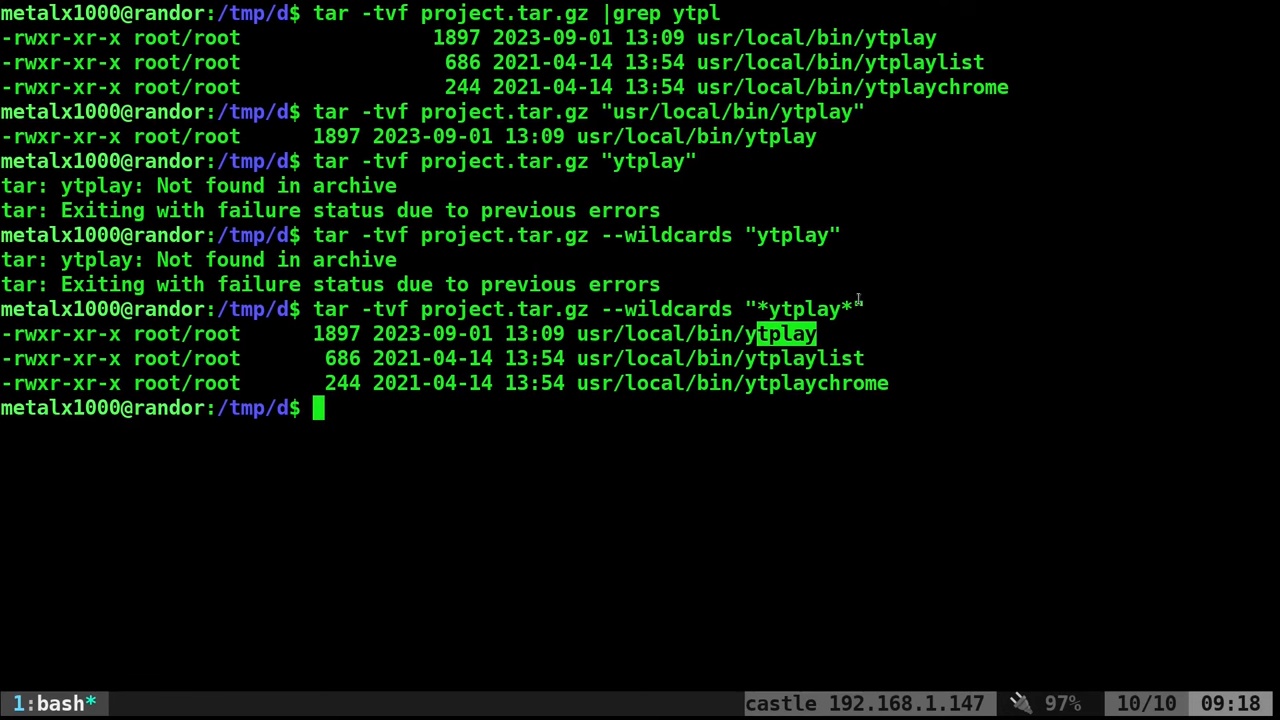 metalx1000@randor:/tmp/d$ tar -tvf project.tar.gz |grep ytpl
-rwxr-xr-x root/root                1897 2023-09-01 13:09 usr/local/bin/ytplay
-rwxr-xr-x root/root                 686 2021-04-14 13:54 usr/local/bin/ytplaylist
-rwxr-xr-x root/root                 244 2021-04-14 13:54 usr/local/bin/ytplaychrome
metalx1000@randor:/tmp/d$ tar -tvf project.tar.gz "usr/local/bin/ytplay"
-rwxr-xr-x root/root      1897 2023-09-01 13:09 usr/local/bin/ytplay
metalx1000@randor:/tmp/d$ tar -tvf project.tar.gz "ytplay"
tar: ytplay: Not found in archive
tar: Exiting with failure status due to previous errors
metalx1000@randor:/tmp/d$ tar -tvf project.tar.gz --wildcards "ytplay"
tar: ytplay: Not found in archive
tar: Exiting with failure status due to previous errors
metalx1000@randor:/tmp/d$ tar -tvf project.tar.gz --wildcards "*ytplay*"
-rwxr-xr-x root/root      1897 2023-09-01 13:09 usr/local/bin/ytplay
-rwxr-xr-x root/root       686 2021-04-14 13:54 usr/local/bin/ytplaylist
-rwxr-xr-x root/root       244 2021-04-14 13:54 usr/local/bin/ytplaychrome
metalx1000@randor:/tmp/d$
1:bash* castle 192.168.1.147 97% 10/10 09:18